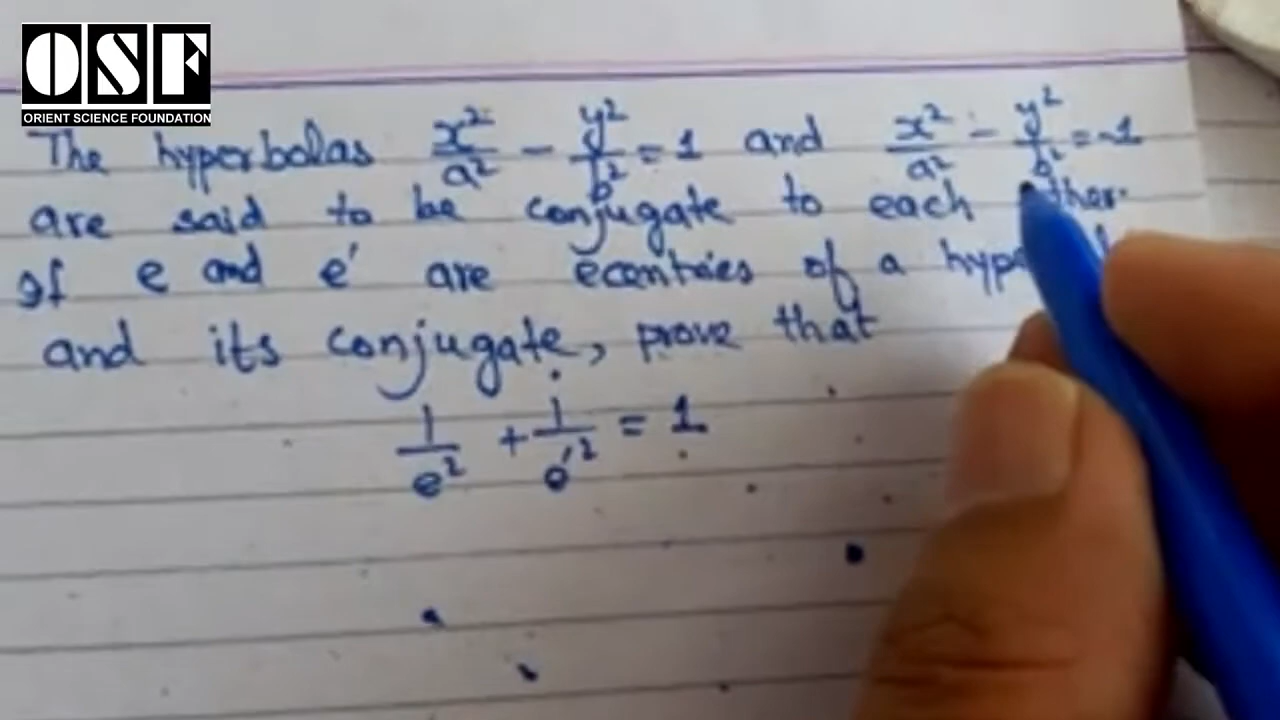 OSF
ORIENT SCIENCE FOUNDATION
The hyperbolas x²/a² - y²/b² = 1 and x²/a² - y²/b² = -1
are said to be conjugate to each other.
If e and e' are ecentries of a
and its conjugate, prove that
1/e² + 1/e'² = 1